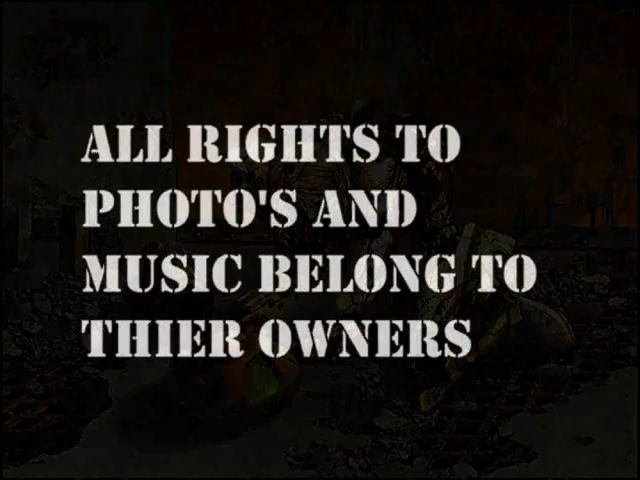 ALL RIGHTS TO
PHOTO'S AND
MUSIC BELONG TO
THIER OWNERS